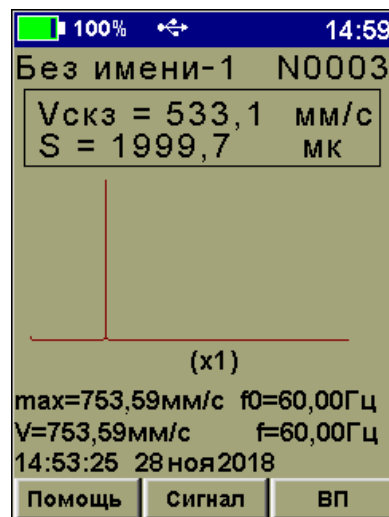 100% 14:59
Без имени-1 N0003
Vскз = 533,1 мм/с
S = 1999,7 мк
(x1)
max=753,59мм/с f0=60,00Гц
V=753,59мм/с f=60,00Гц
14:53:25 28 ноя 2018
Помощь Сигнал ВП